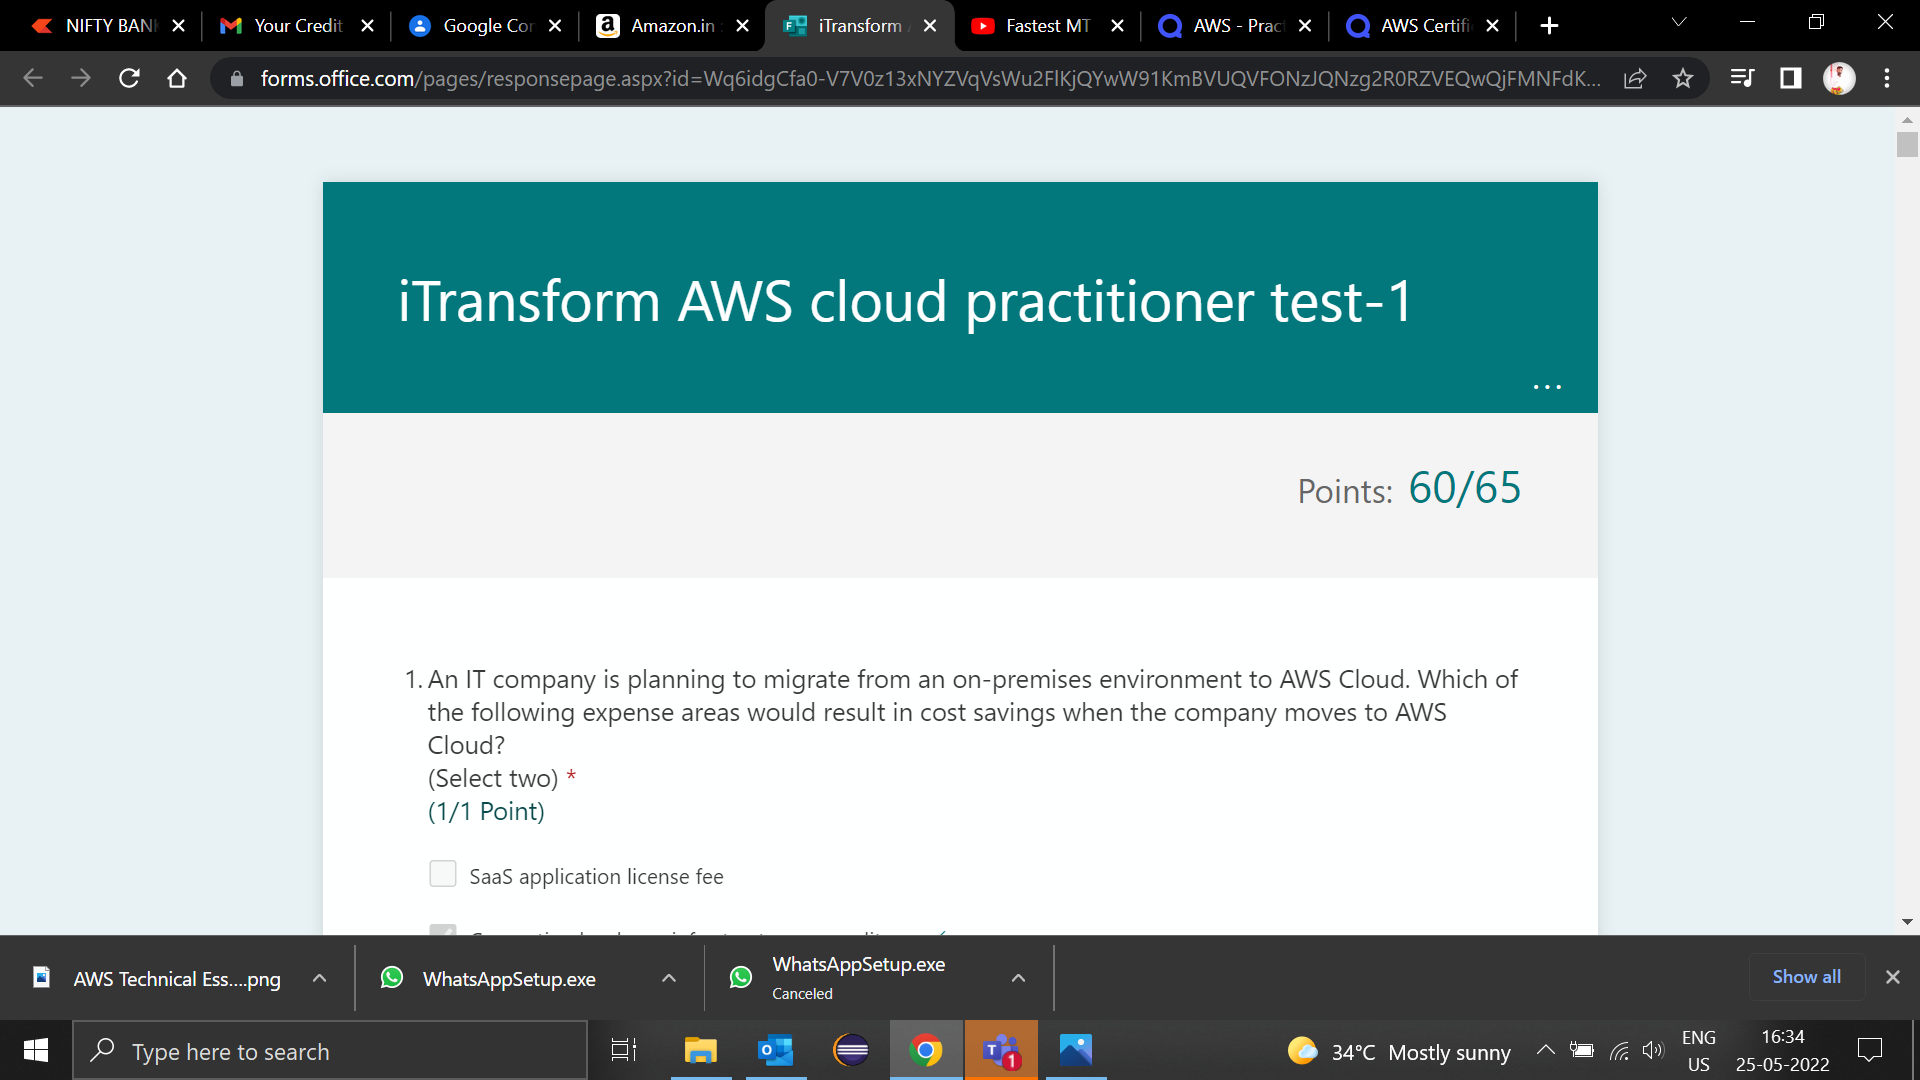 NIFTY BANK
Your Credit
Google Cor
Amazon.in :
iTransform A
Fastest MT
AWS - Prac
AWS Certifi
forms.office.com/pages/responsepage.aspx?id=Wq6idgCfa0-V7V0z13xNYZVqVsWu2FlKjQYwW91KmBVUQVFONzJQNzg2R0RZVEQwQjFMNFdK...
iTransform AWS cloud practitioner test-1
...
Points: 60/65
1. An IT company is planning to migrate from an on-premises environment to AWS Cloud. Which of
the following expense areas would result in cost savings when the company moves to AWS
Cloud?
(Select two) *
(1/1 Point)
SaaS application license fee
AWS Technical Ess....png
WhatsAppSetup.exe
WhatsAppSetup.exe
Canceled
Show all
Type here to search
1
34°C Mostly sunny
ENG
US
16:34
25-05-2022